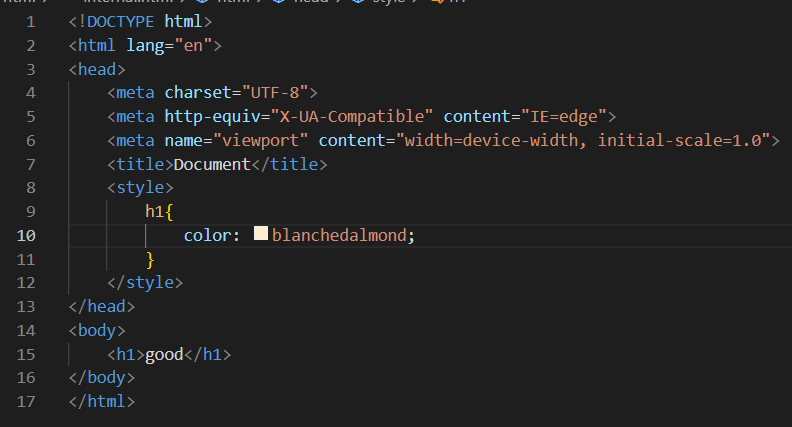 1 <!DOCTYPE html>
2 <html lang="en">
3 <head>
4     <meta charset="UTF-8">
5     <meta http-equiv="X-UA-Compatible" content="IE=edge">
6     <meta name="viewport" content="width=device-width, initial-scale=1.0">
7     <title>Document</title>
8     <style>
9         h1{
10             color: blanchedalmond;
11         }
12     </style>
13 </head>
14 <body>
15     <h1>good</h1>
16 </body>
17 </html>